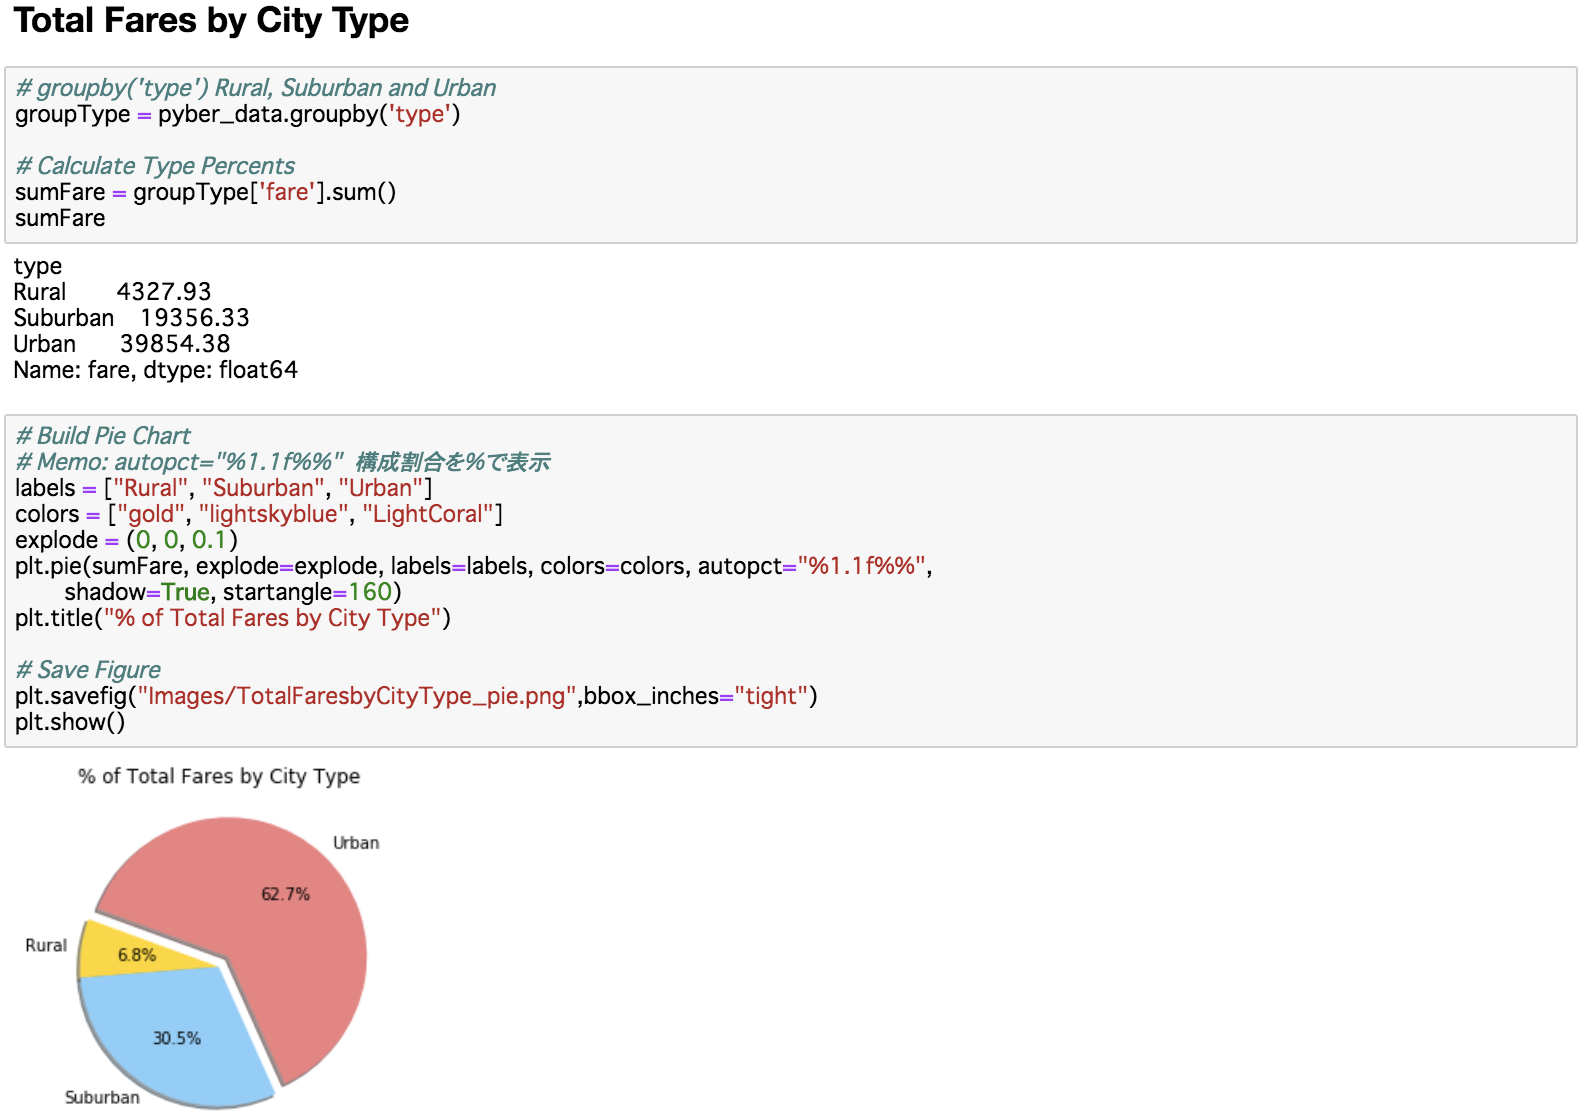 Total Fares by City Type
# groupby('type') Rural, Suburban and Urban
groupType = pyber_data.groupby('type')
# Calculate Type Percents
sumFare = groupType['fare'].sum()
sumFare
type
Rural 4327.93
Suburban 19356.33
Urban 39854.38
Name: fare, dtype: float64
# Build Pie Chart
# Memo: autopct="%1.1f%%" 構成割合を%で表示
labels = ["Rural", "Suburban", "Urban"]
colors = ["gold", "lightskyblue", "LightCoral"]
explode = (0, 0, 0.1)
plt.pie(sumFare, explode=explode, labels=labels, colors=colors, autopct="%1.1f%%",
shadow=True, startangle=160)
plt.title("% of Total Fares by City Type")
# Save Figure
plt.savefig("Images/TotalFaresbyCityType_pie.png",bbox_inches="tight")
plt.show()
% of Total Fares by City Type
Urban
62.7%
Rural
6.8%
30.5%
Suburban